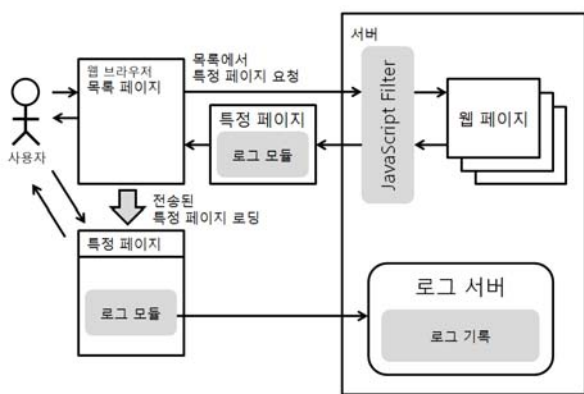 서버
웹 브라우저
목록 페이지
목록에서
특정 페이지 요청
JavaScript Filter
웹 페이지
특정 페이지
로그 모듈
사용자
전송된
특정 페이지 로딩
특정 페이지
로그 모듈
로그 서버
로그 기록